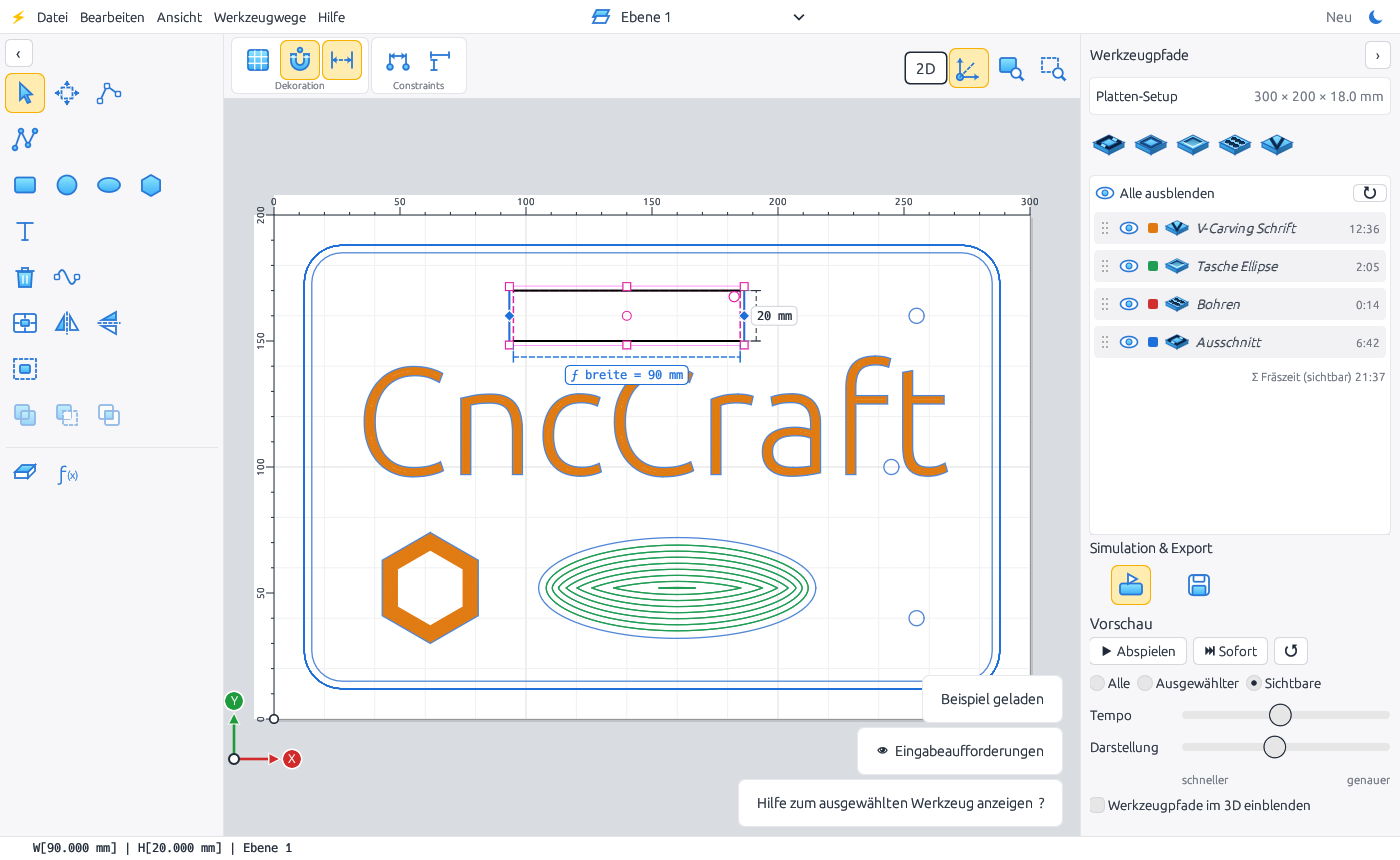 Datei Bearbeiten Ansicht Werkzeugwege Hilfe
Ebene 1
Neu
Dekoration
Constraints
2D
Werkzeugpfade
Platten-Setup 300 × 200 × 18.0 mm
Alle ausblenden
V-Carving Schrift 12:36
Tasche Ellipse 2:05
Bohren 0:14
Ausschnitt 6:42
Σ Fräszeit (sichtbar) 21:37
0 50 100 150 200 250 300
200
150
100
50
0
20 mm
ƒ breite = 90 mm
CncCraft
T
f(x)
Y
X
Simulation & Export
Vorschau
Abspielen
Sofort
Alle Ausgewählter Sichtbare
Tempo
Darstellung
schneller genauer
Werkzeugpfade im 3D einblenden
Beispiel geladen
Eingabeaufforderungen
Hilfe zum ausgewählten Werkzeug anzeigen ?
W[90.000 mm] | H[20.000 mm] | Ebene 1